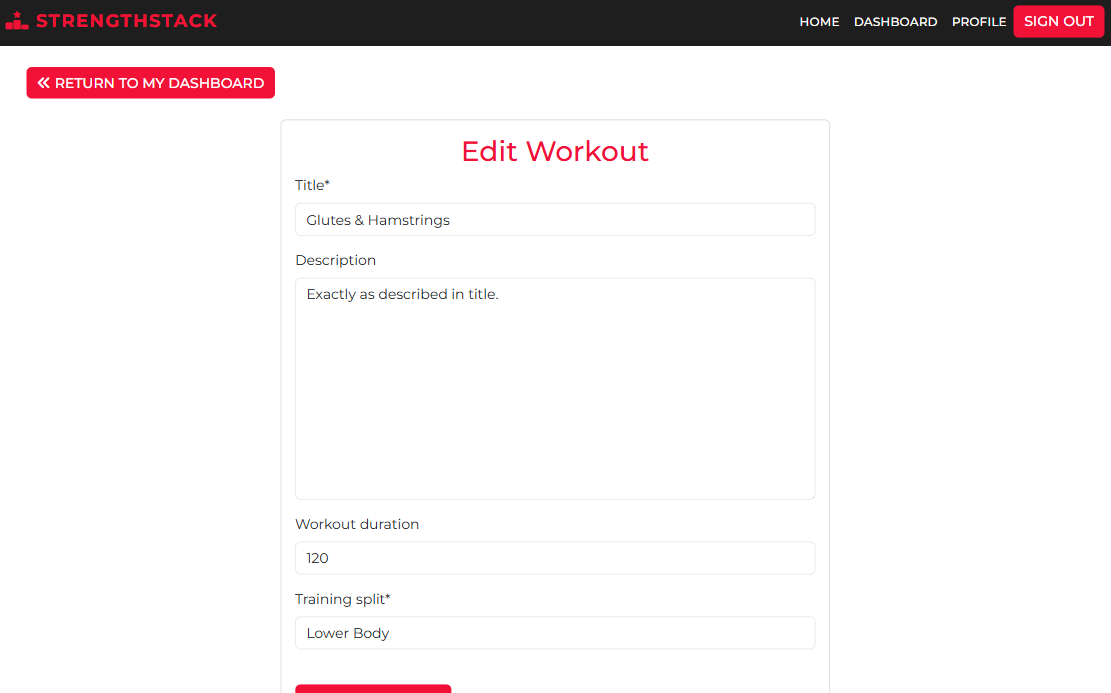 STRENGTHSTACK
HOME DASHBOARD PROFILE SIGN OUT
RETURN TO MY DASHBOARD
Edit Workout
Title*
Glutes & Hamstrings
Description
Exactly as described in title.
Workout duration
120
Training split*
Lower Body